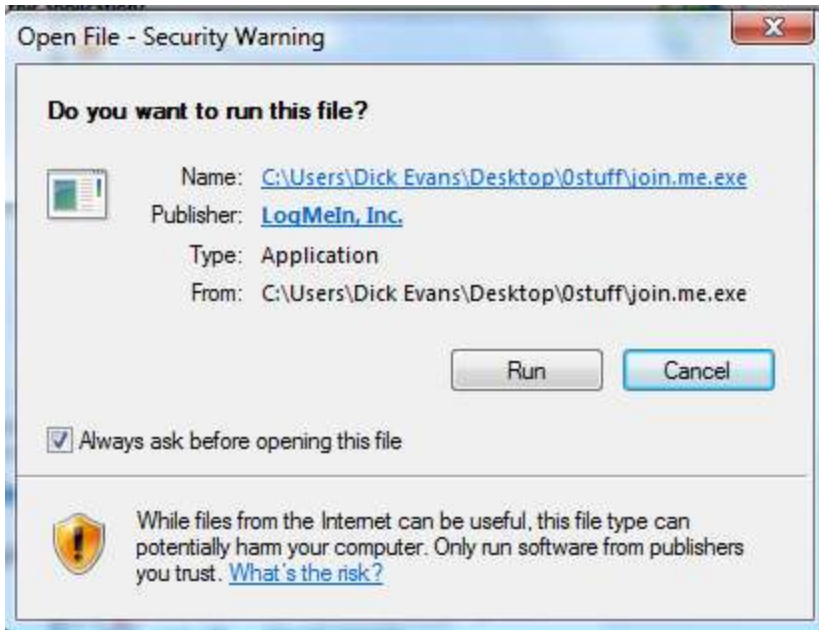 Open File - Security Warning
Do you want to run this file?
Name: C:\Users\Dick Evans\Desktop\0stuff\join.me.exe
Publisher: LogMeIn, Inc.
Type: Application
From: C:\Users\Dick Evans\Desktop\0stuff\join.me.exe
Run Cancel
Always ask before opening this file
While files from the Internet can be useful, this file type can
potentially harm your computer. Only run software from publishers
you trust. What's the risk?